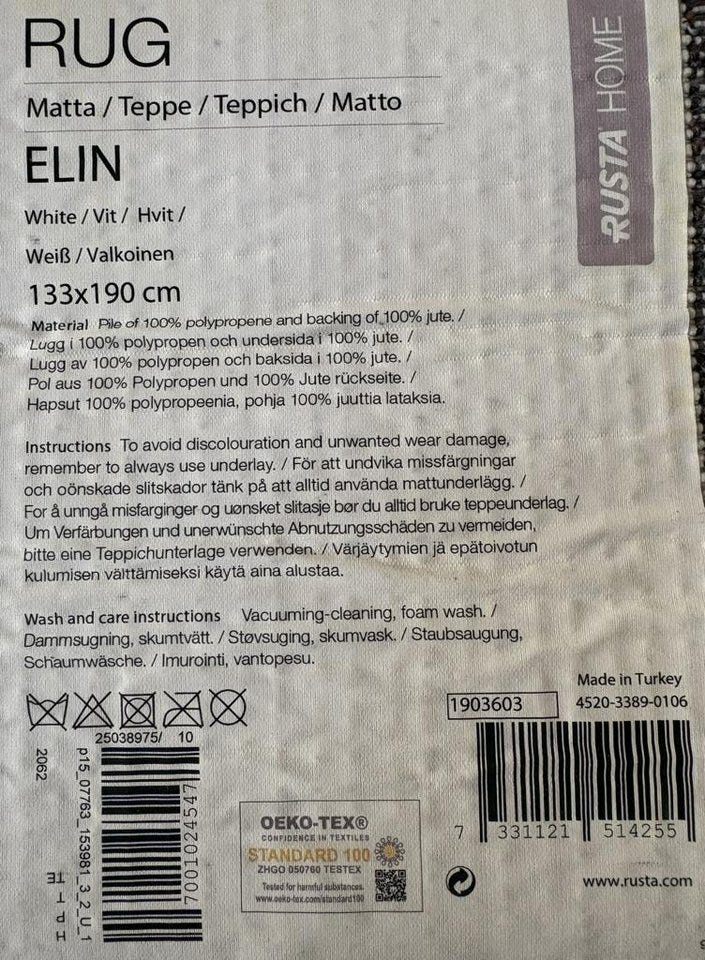 RUG
RUSTA HOME
Matta / Teppe / Teppich / Matto
ELIN
White / Vit / Hvit /
Weiß / Valkoinen
133x190 cm
Material Pile of 100% polypropene and backing of 100% jute. /
Lugg i 100% polypropen och undersida i 100% jute. /
Lugg av 100% polypropen och baksida i 100% jute. /
Pol aus 100% Polypropen und 100% Jute rückseite. /
Hapsut 100% polypropeenia, pohja 100% juuttia lataksia.
Instructions To avoid discolouration and unwanted wear damage,
remember to always use underlay. / För att undvika missfärgningar
och oönskade slitskador tänk på att alltid använda mattunderlägg. /
For å unngå misfarginger og uønsket slitasje bør du alltid bruke teppeunderlag. /
Um Verfärbungen und unerwünschte Abnutzungsschäden zu vermeiden,
bitte eine Teppichunterlage verwenden. / Värjäytymien jä epätoivotun
kulumisen välttämiseksi käytä aina alustaa.
Wash and care instructions Vacuuming-cleaning, foam wash. /
Dammsugning, skumtvätt. / Støvsuging, skumvask. / Staubsaugung,
Schaumwäsche. / Imurointi, vantopesu.
Made in Turkey
1903603 4520-3389-0106
25038975/ 10
2062
p15_07763_153981_3_2_U_1
7001024547
7 331121 514255
OEKO-TEX®
CONFIDENCE IN TEXTILES
STANDARD 100
ZHGO 050760 TESTEX
Tested for harmful substances.
www.oeko-tex.com/standard100
www.rusta.com